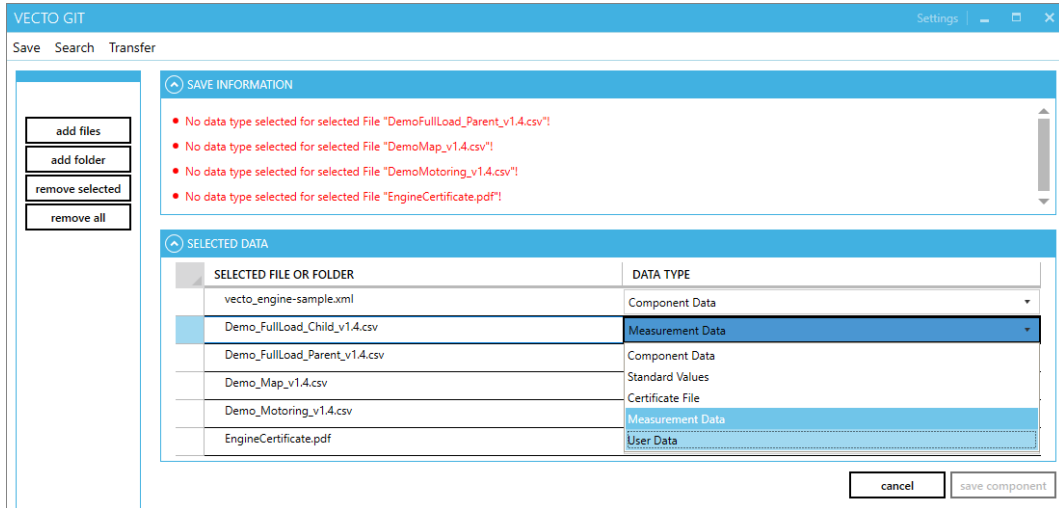 VECTO GIT
Settings
Save Search Transfer
add files
add folder
remove selected
remove all
SAVE INFORMATION
No data type selected for selected File "DemoFullLoad_Parent_v1.4.csv"!
No data type selected for selected File "DemoMap_v1.4.csv"!
No data type selected for selected File "DemoMotoring_v1.4.csv"!
No data type selected for selected File "EngineCertificate.pdf"!
SELECTED DATA
SELECTED FILE OR FOLDER DATA TYPE
vecto_engine-sample.xml Component Data
Demo_FullLoad_Child_v1.4.csv Measurement Data
Demo_FullLoad_Parent_v1.4.csv Component Data
Standard Values
Demo_Map_v1.4.csv
Certificate File
Demo_Motoring_v1.4.csv Measurement Data
EngineCertificate.pdf User Data
cancel save component